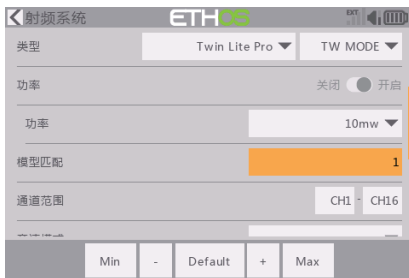 射频系统 ETHOS EXT
类型 Twin Lite Pro TW MODE
功率 关闭 开启
功率 10mw
模型匹配 1
通道范围 CH1 - CH16
Min - Default + Max